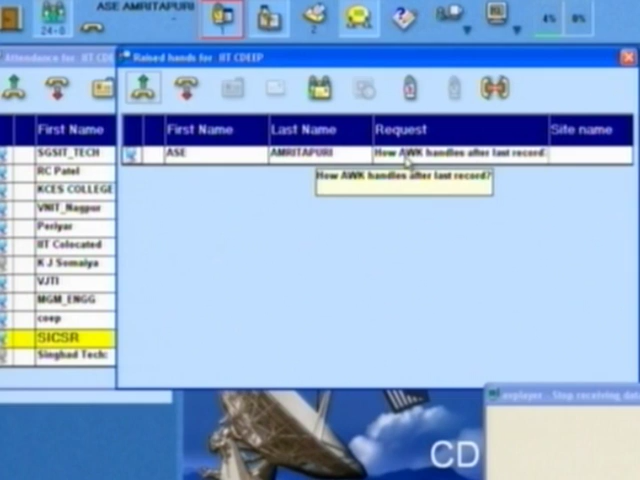 ASE AMRITAPURI
24-0
2
4%
0%
Attendance for IIT CDE
Raised hands for IIT CDEEP
First Name
SGSIT_TECH
RC Patel
KCES COLLEGE
VNIT_Nagpur
Periyar
IIT Colocated
K J Somaiya
VJTI
MGM_ENGG
coep
SICSR
Singhad Tech:
First Name Last Name Request Site name
ASE AMRITAPURI How AWK handles after last record
How AWK handles after last record?
explayer - Stop receiving data
CD